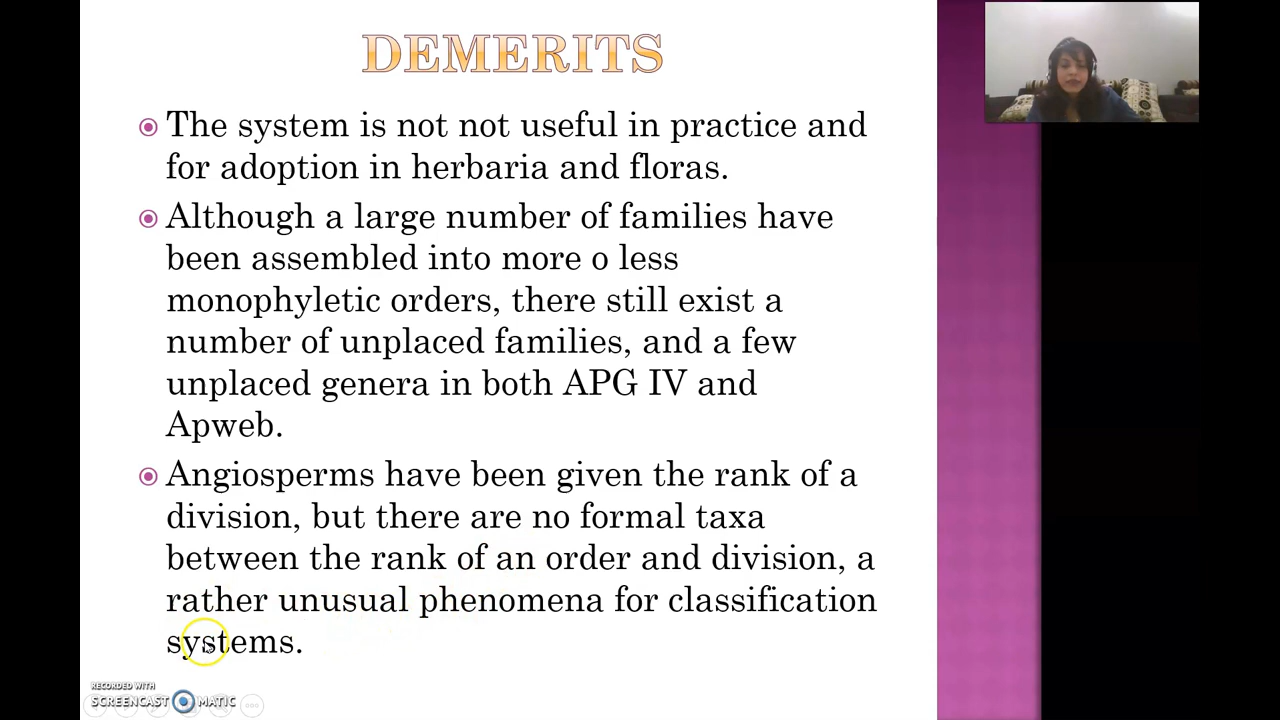 DEMERITS
The system is not not useful in practice and
for adoption in herbaria and floras.
Although a large number of families have
been assembled into more o less
monophyletic orders, there still exist a
number of unplaced families, and a few
unplaced genera in both APG IV and
Apweb.
Angiosperms have been given the rank of a
division, but there are no formal taxa
between the rank of an order and division, a
rather unusual phenomena for classification
systems.
RECORDED WITH
SCREENCAST MATIC